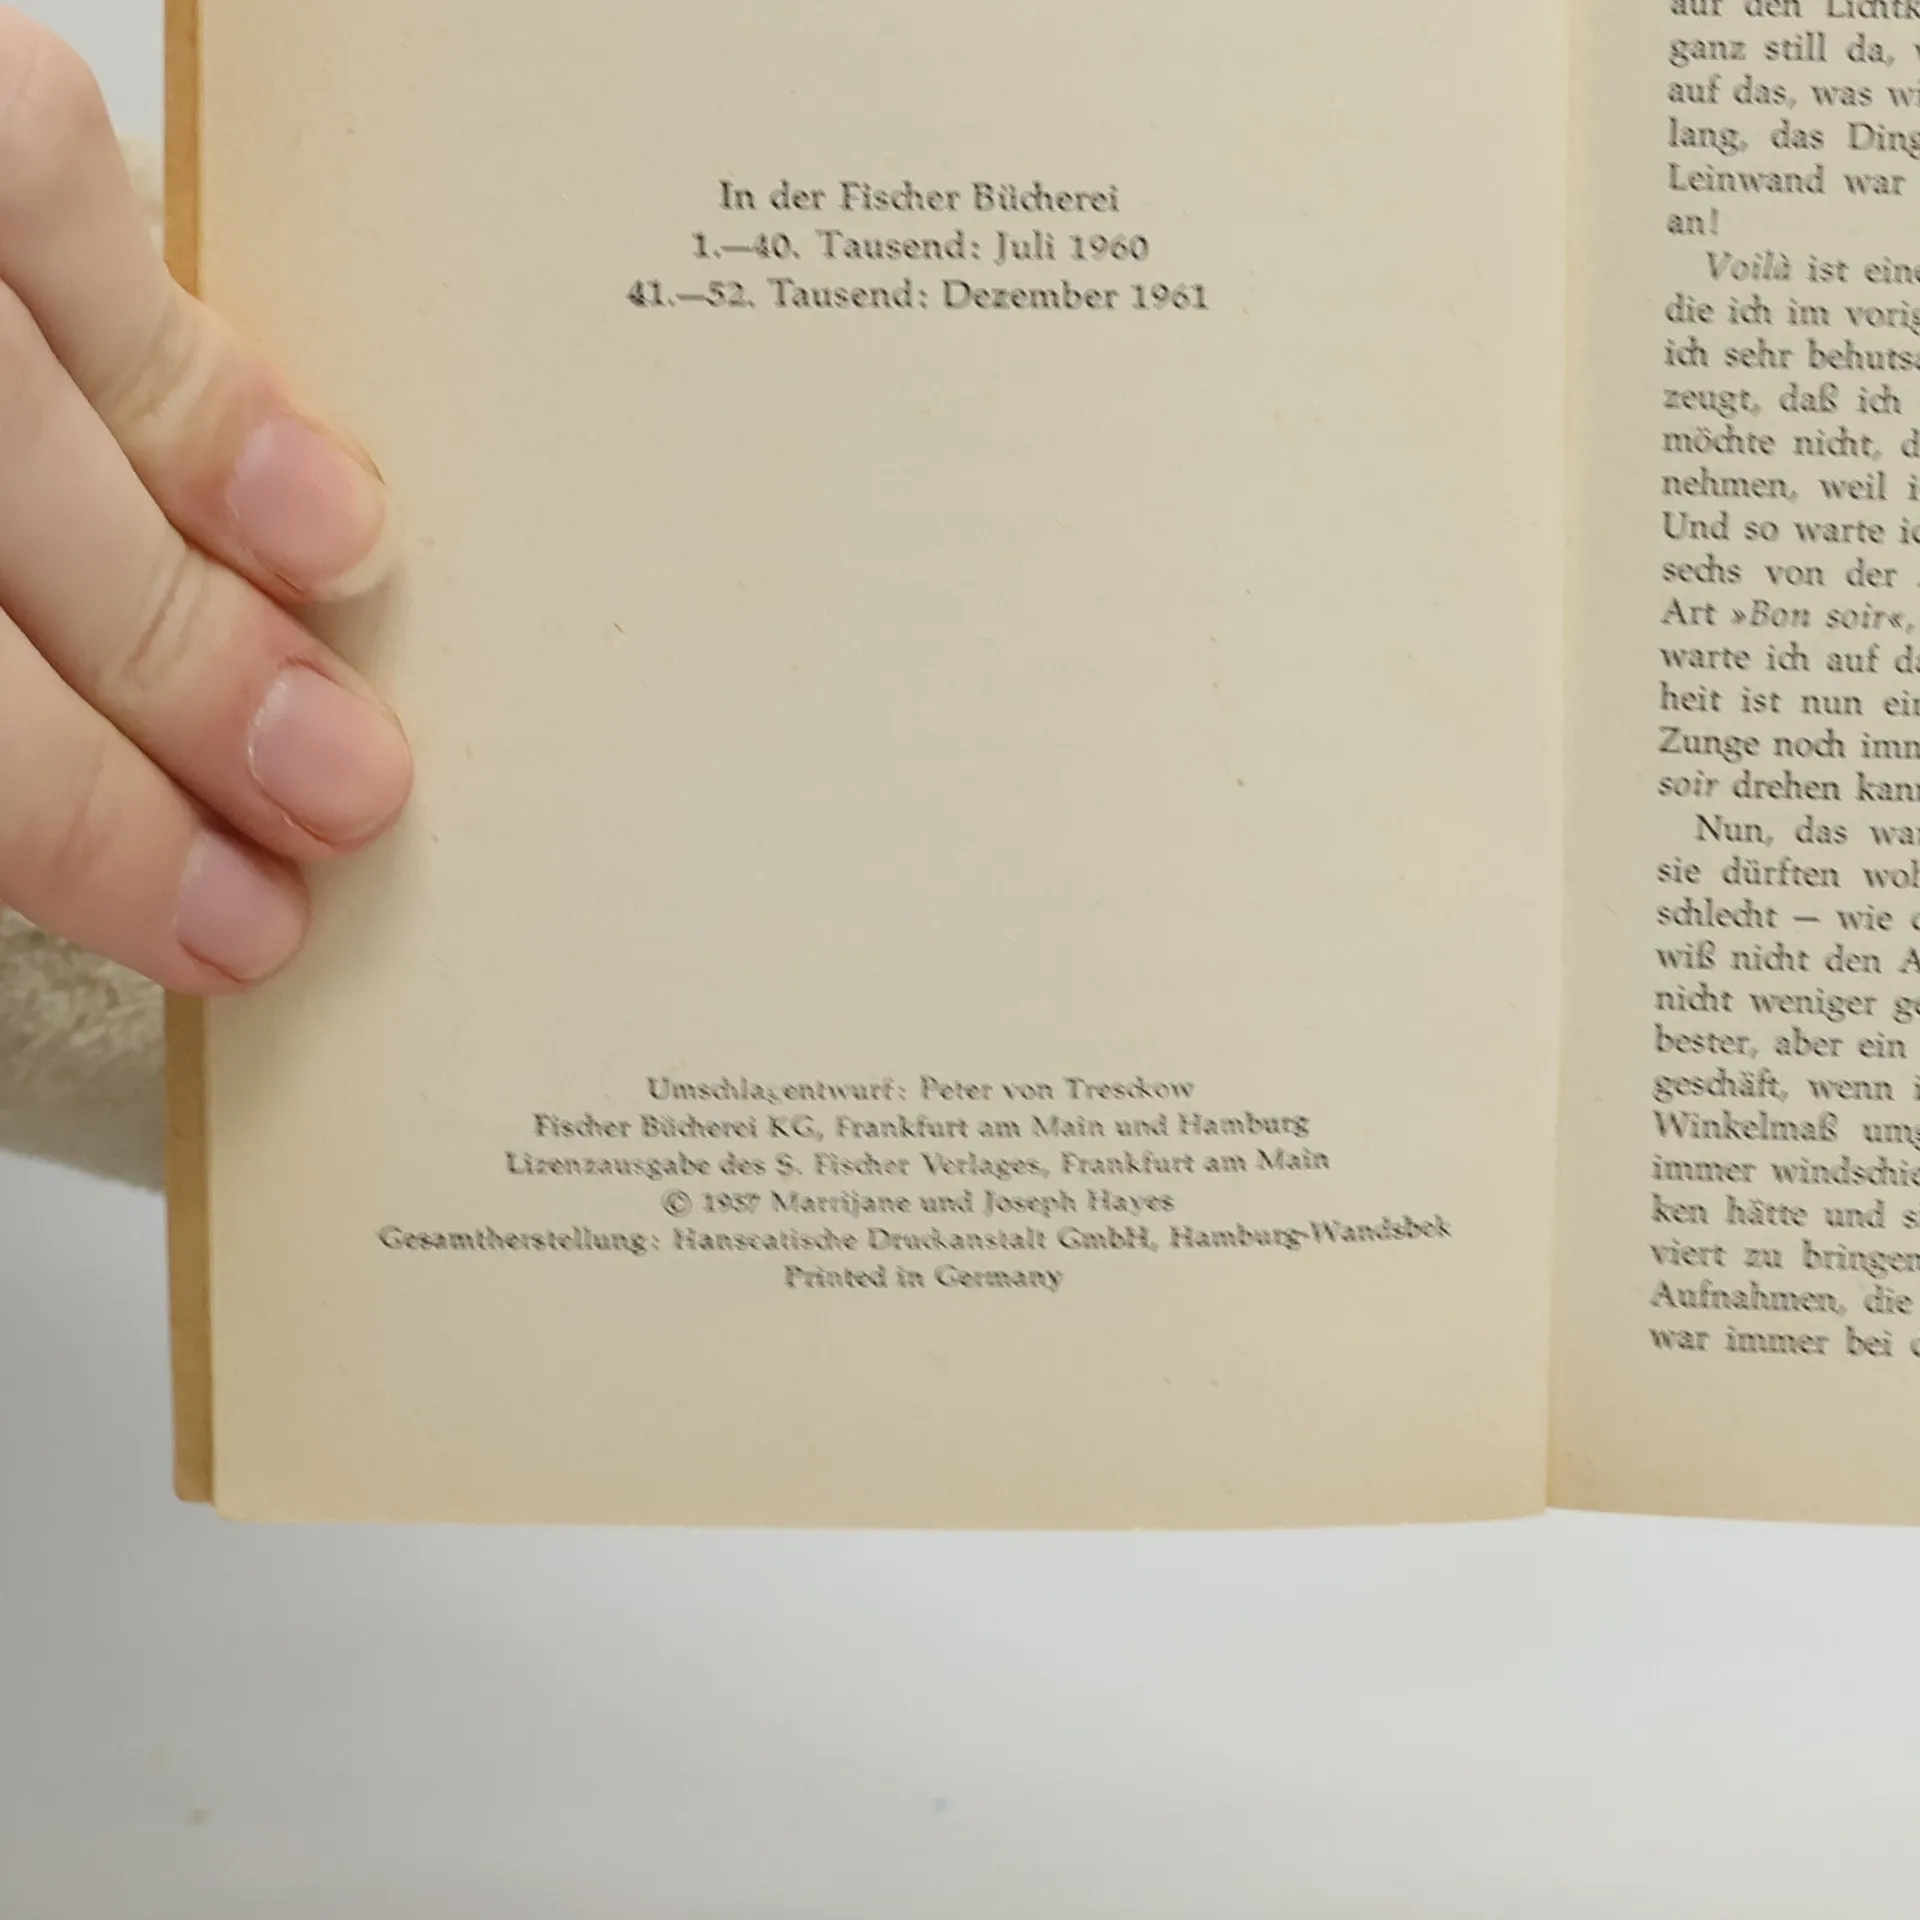 In der Fischer Bücherei
1.—40. Tausend: Juli 1960
41.—52. Tausend: Dezember 1961
Umschlagentwurf: Peter von Tresckow
Fischer Bücherei KG, Frankfurt am Main und Hamburg
Lizenzausgabe des S. Fischer Verlages, Frankfurt am Main
© 1957 Marrijane und Joseph Hayes
Gesamtherstellung: Hanseatische Druckanstalt GmbH, Hamburg-Wandsbek
Printed in Germany
auf den
ganz still da,
auf das, was
lang, das
Leinwand war
an!
Voilà ist
die ich im
ich sehr
zeugt, daß ich
möchte nicht,
nehmen, weil
Und so warte
sechs von der
Art »Bon soir«,
warte ich auf
heit ist nun
Zunge noch
soir drehen
Nun, das
sie dürften
schlecht — wie
wiß nicht den
nicht weniger
bester, aber ein
geschäft, wenn
Winkelmaß
immer
ken hätte und
viert zu
Aufnahmen, die
war immer bei